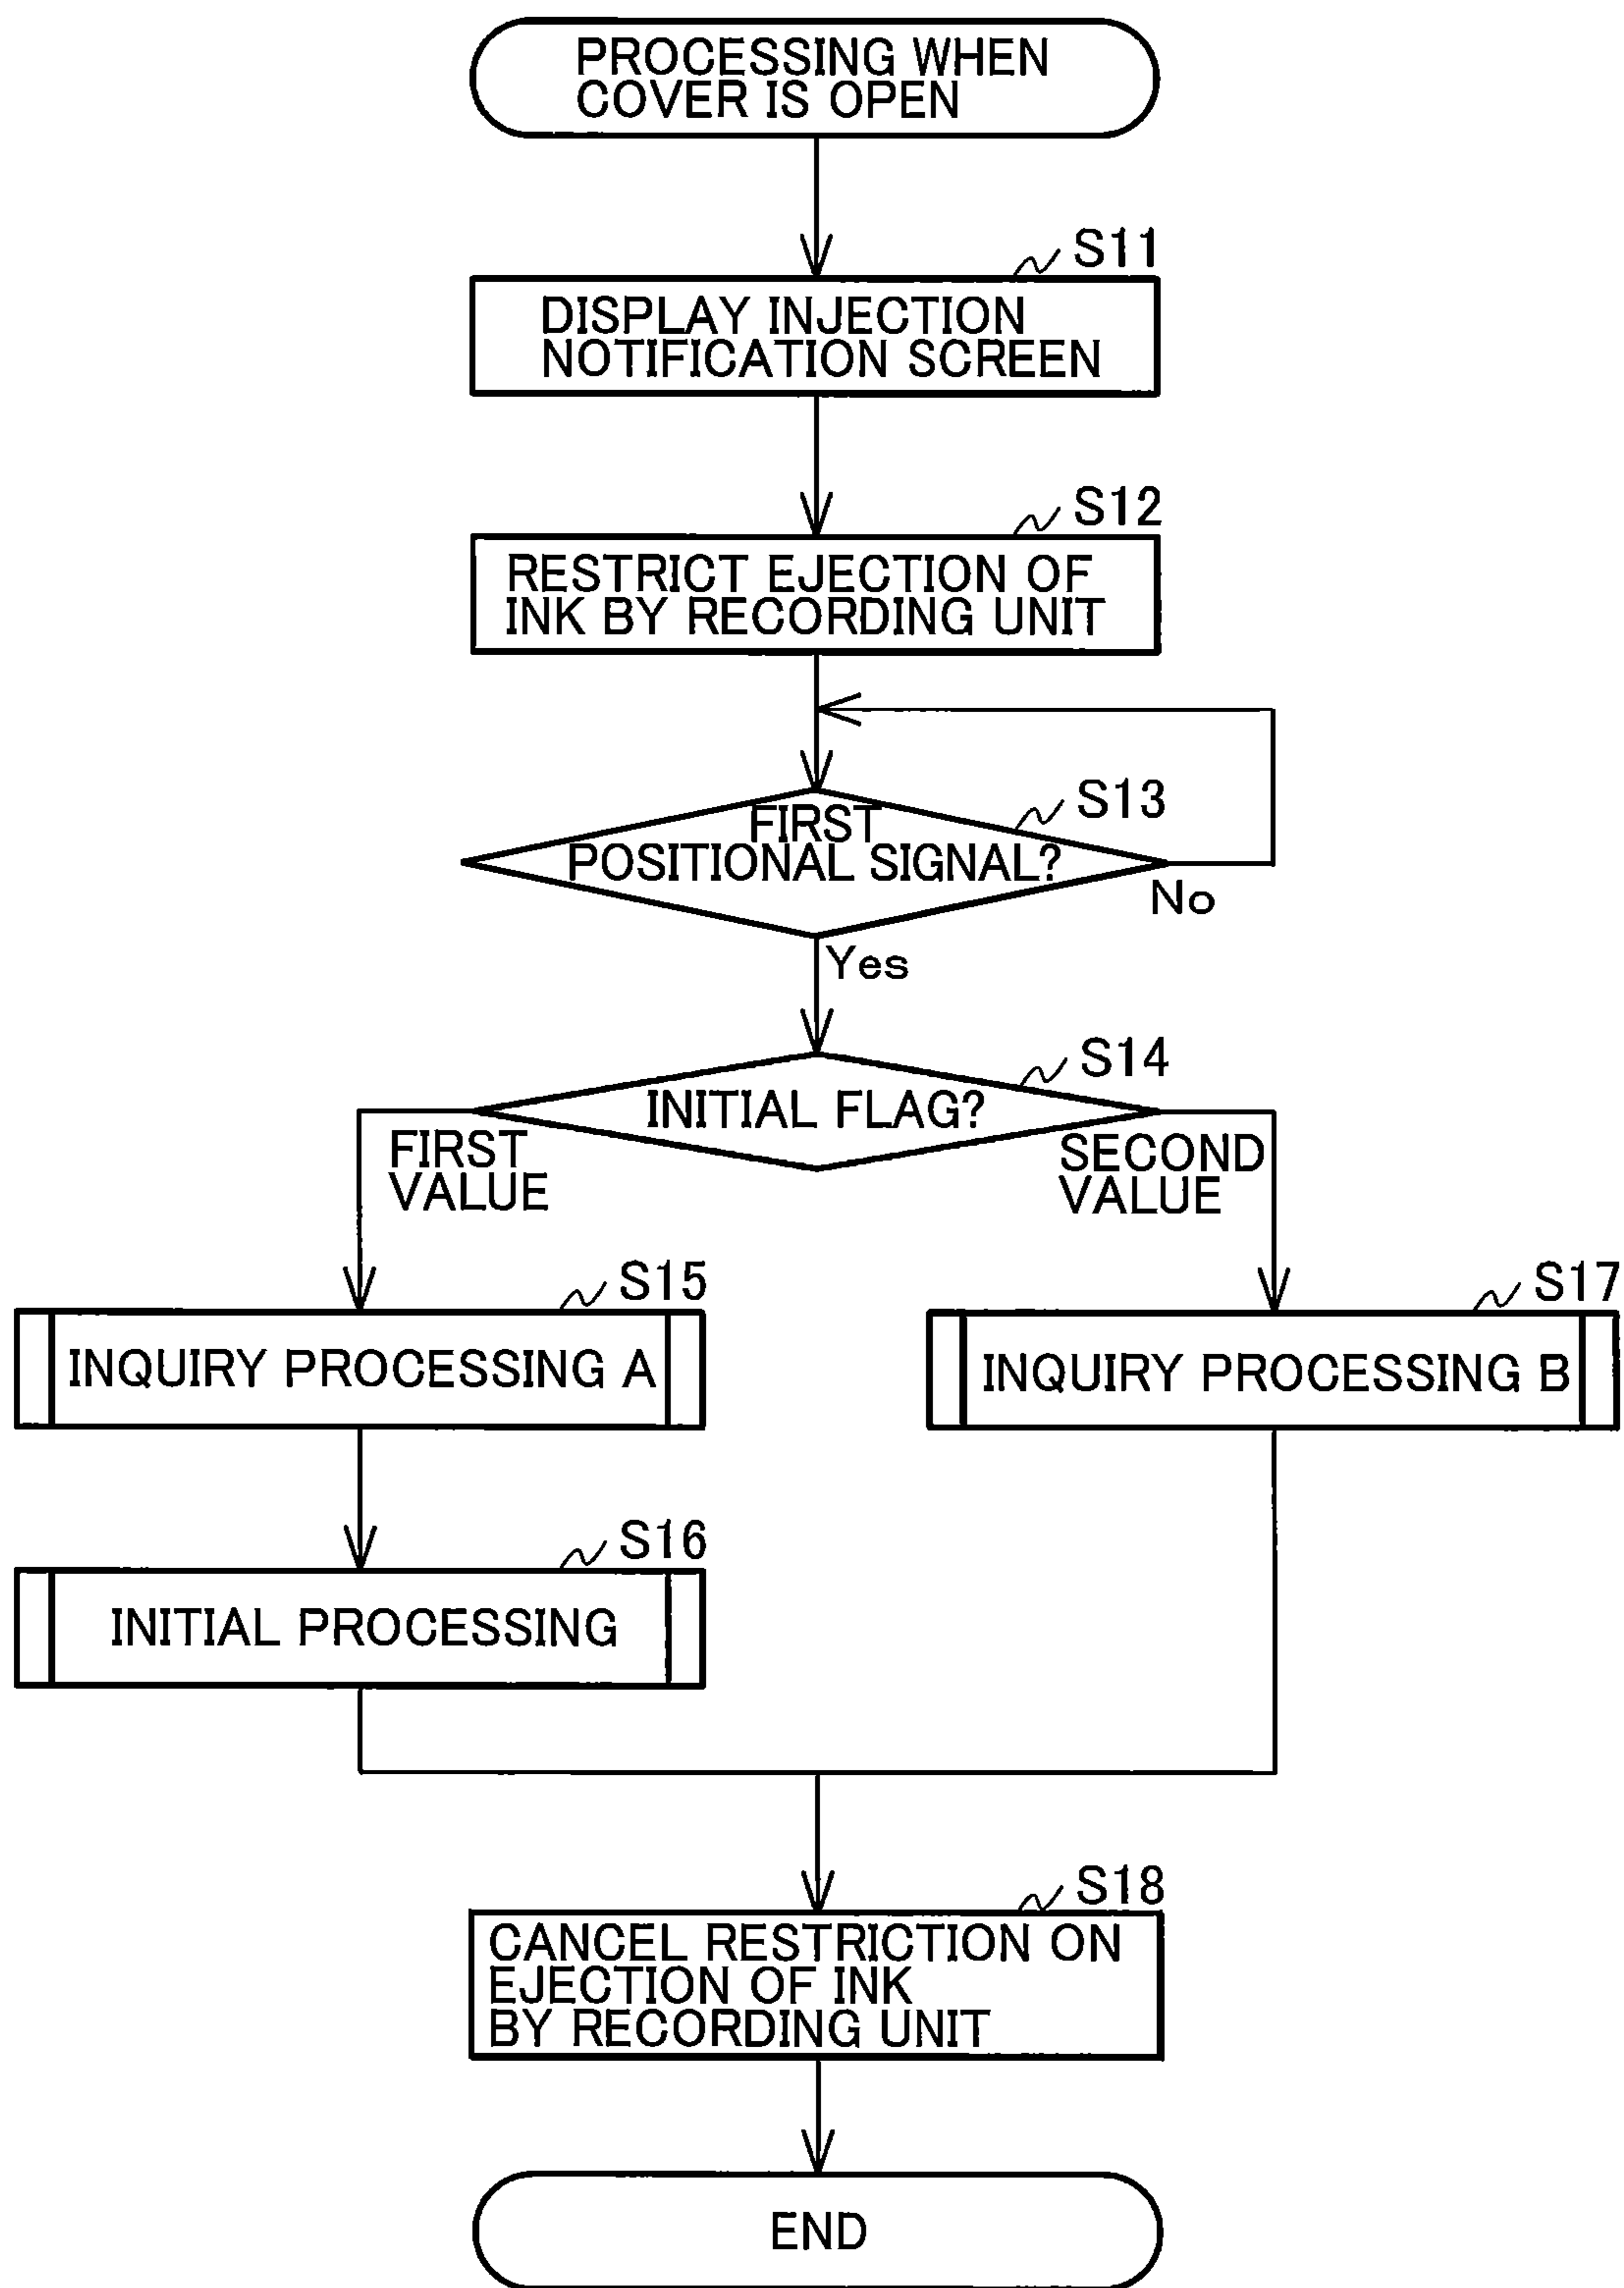 PROCESSING WHEN
COVER IS OPEN
S11
DISPLAY INJECTION
NOTIFICATION SCREEN
S12
RESTRICT EJECTION OF
INK BY RECORDING UNIT
S13
FIRST
POSITIONAL SIGNAL?
No
Yes
S14
INITIAL FLAG?
FIRST
VALUE
SECOND
VALUE
S15
INQUIRY PROCESSING A
S17
INQUIRY PROCESSING B
S16
INITIAL PROCESSING
S18
CANCEL RESTRICTION ON
EJECTION OF INK
BY RECORDING UNIT
END